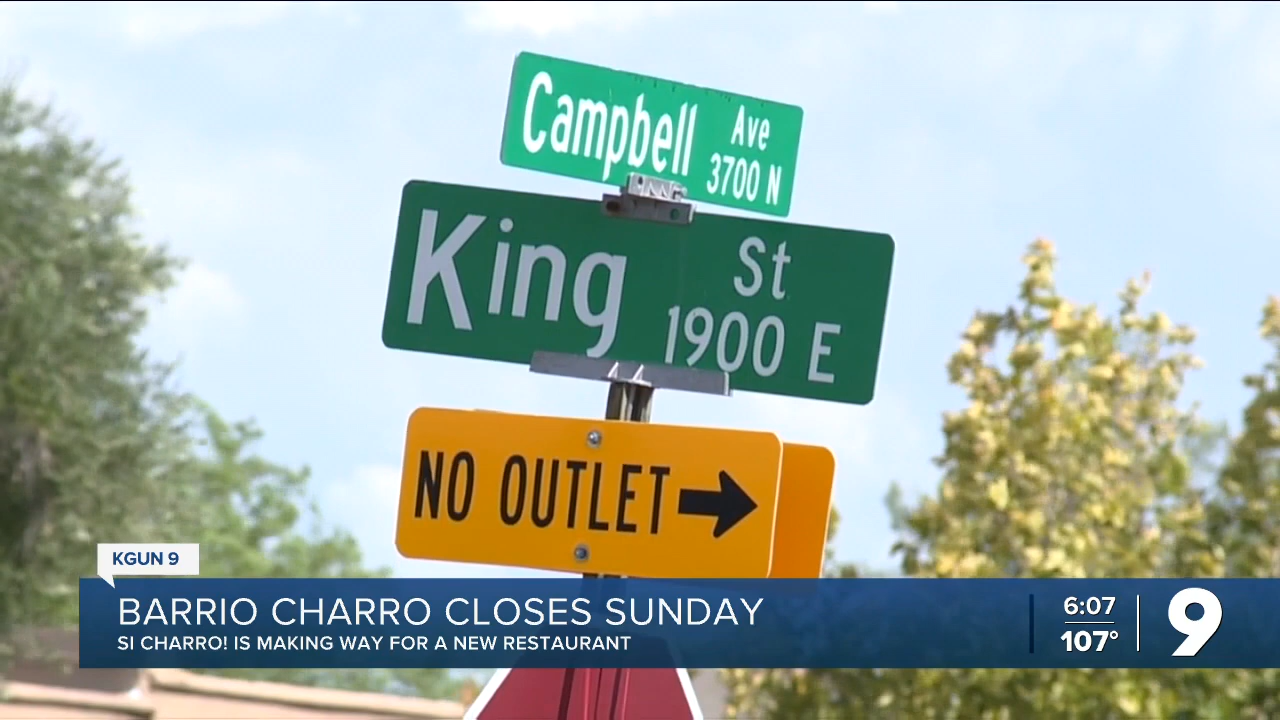 Campbell Ave
3700 N
King St
1900 E
NO OUTLET
KGUN 9
BARRIO CHARRO CLOSES SUNDAY
SI CHARRO! IS MAKING WAY FOR A NEW RESTAURANT
6:07
107°
9